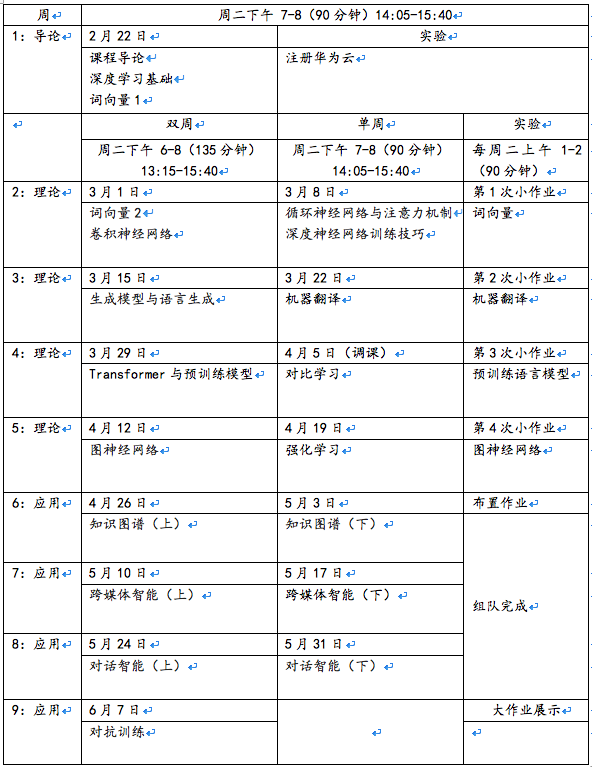 周 周二下午 7-8（90 分钟）14:05-15:40
1：导论 2 月 22 日 实验
课程导论 注册华为云
深度学习基础
词向量 1
双周 单周 实验
周二下午 6-8（135 分钟） 周二下午 7-8（90 分钟） 每周二上午 1-2
13:15-15:40 14:05-15:40 （90 分钟）
2：理论 3 月 1 日 3 月 8 日 第 1 次小作业
词向量 2 循环神经网络与注意力机制 词向量
卷积神经网络 深度神经网络训练技巧
3：理论 3 月 15 日 3 月 22 日 第 2 次小作业
生成模型与语言生成 机器翻译 机器翻译
4：理论 3 月 29 日 4 月 5 日（调课） 第 3 次小作业
Transformer 与预训练模型 对比学习 预训练语言模型
5：理论 4 月 12 日 4 月 19 日 第 4 次小作业
图神经网络 强化学习 图神经网络
6：应用 4 月 26 日 5 月 3 日 布置作业
知识图谱（上） 知识图谱（下）
7：应用 5 月 10 日 5 月 17 日
跨媒体智能（上） 跨媒体智能（下）
组队完成
8：应用 5 月 24 日 5 月 31 日
对话智能（上） 对话智能（下）
9：应用 6 月 7 日 大作业展示
对抗训练